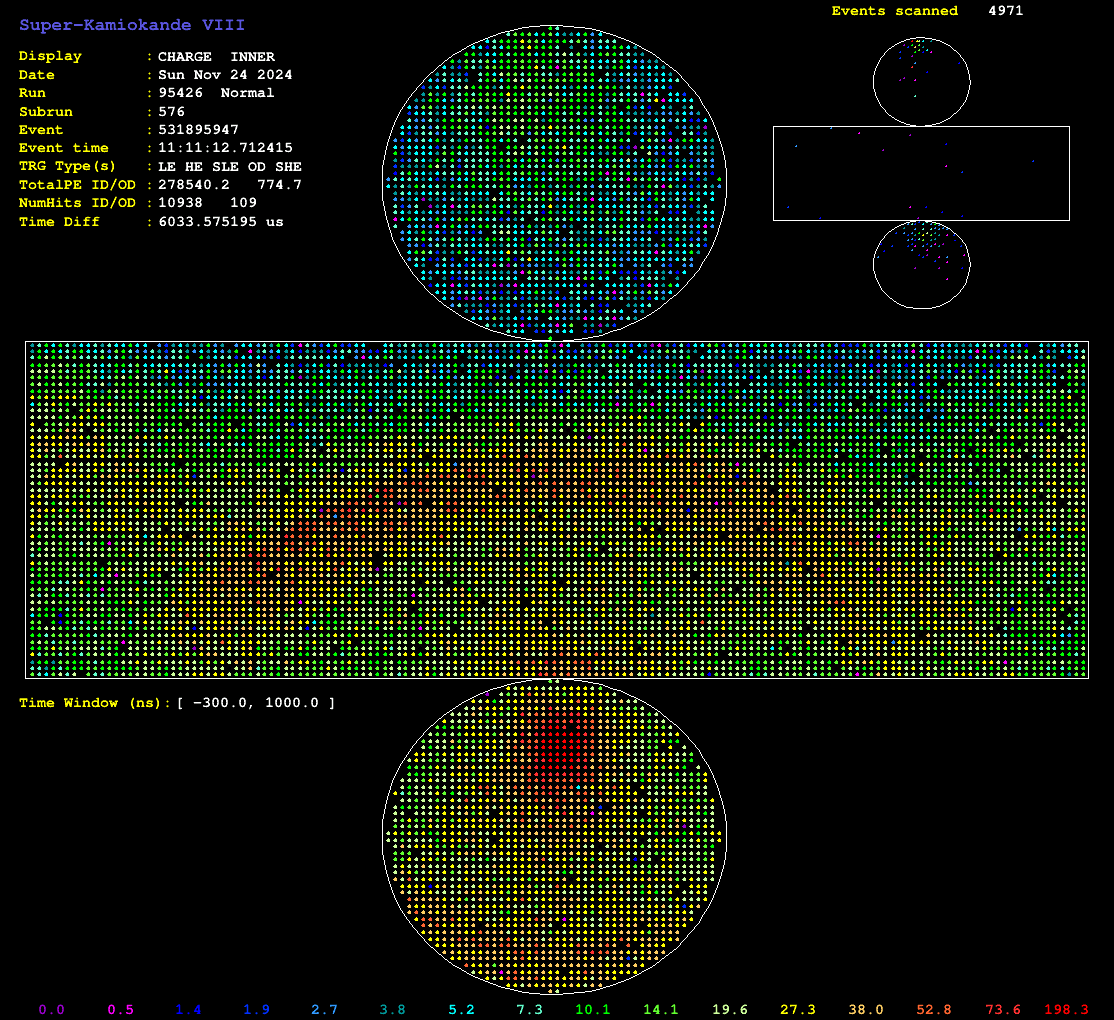 Super-Kamiokande VIII
Events scanned 4971
Display : CHARGE INNER
Date : Sun Nov 24 2024
Run : 95426 Normal
Subrun : 576
Event : 531895947
Event time : 11:11:12.712415
TRG Type(s) : LE HE SLE OD SHE
TotalPE ID/OD : 278540.2 774.7
NumHits ID/OD : 10938 109
Time Diff : 6033.575195 us
Time Window (ns): [ -300.0, 1000.0 ]
0.0 0.5 1.4 1.9 2.7 3.8 5.2 7.3 10.1 14.1 19.6 27.3 38.0 52.8 73.6 198.3